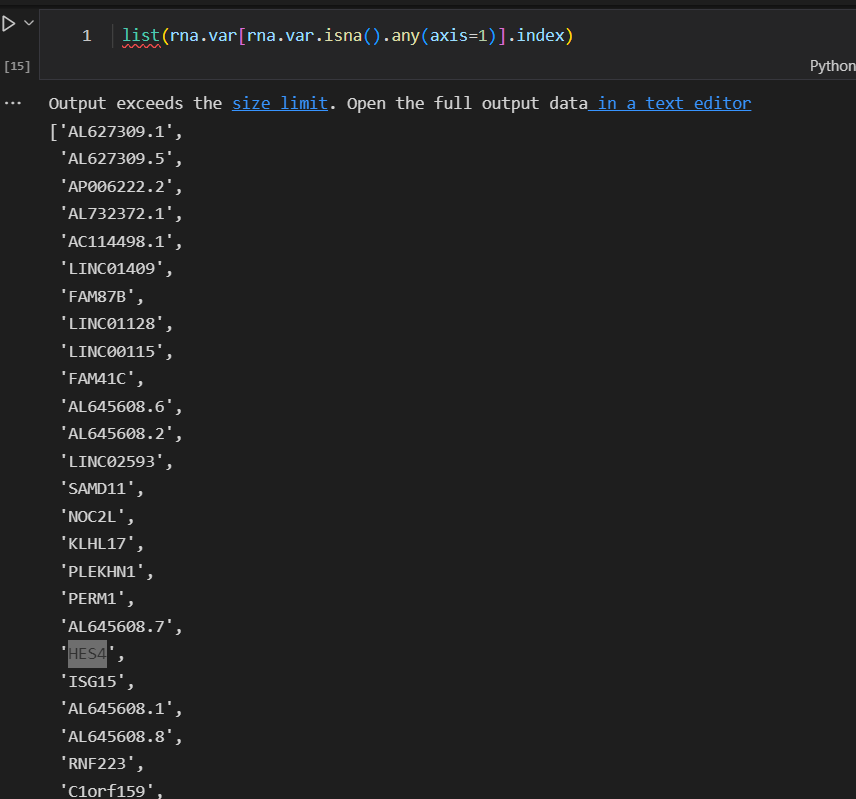 1 list(rna.var[rna.var.isna().any(axis=1)].index)
[15]
Python
... Output exceeds the size limit. Open the full output data in a text editor
['AL627309.1',
'AL627309.5',
'AP006222.2',
'AL732372.1',
'AC114498.1',
'LINC01409',
'FAM87B',
'LINC01128',
'LINC00115',
'FAM41C',
'AL645608.6',
'AL645608.2',
'LINC02593',
'SAMD11',
'NOC2L',
'KLHL17',
'PLEKHN1',
'PERM1',
'AL645608.7',
'HES4',
'ISG15',
'AL645608.1',
'AL645608.8',
'RNF223',
'C1orf159',